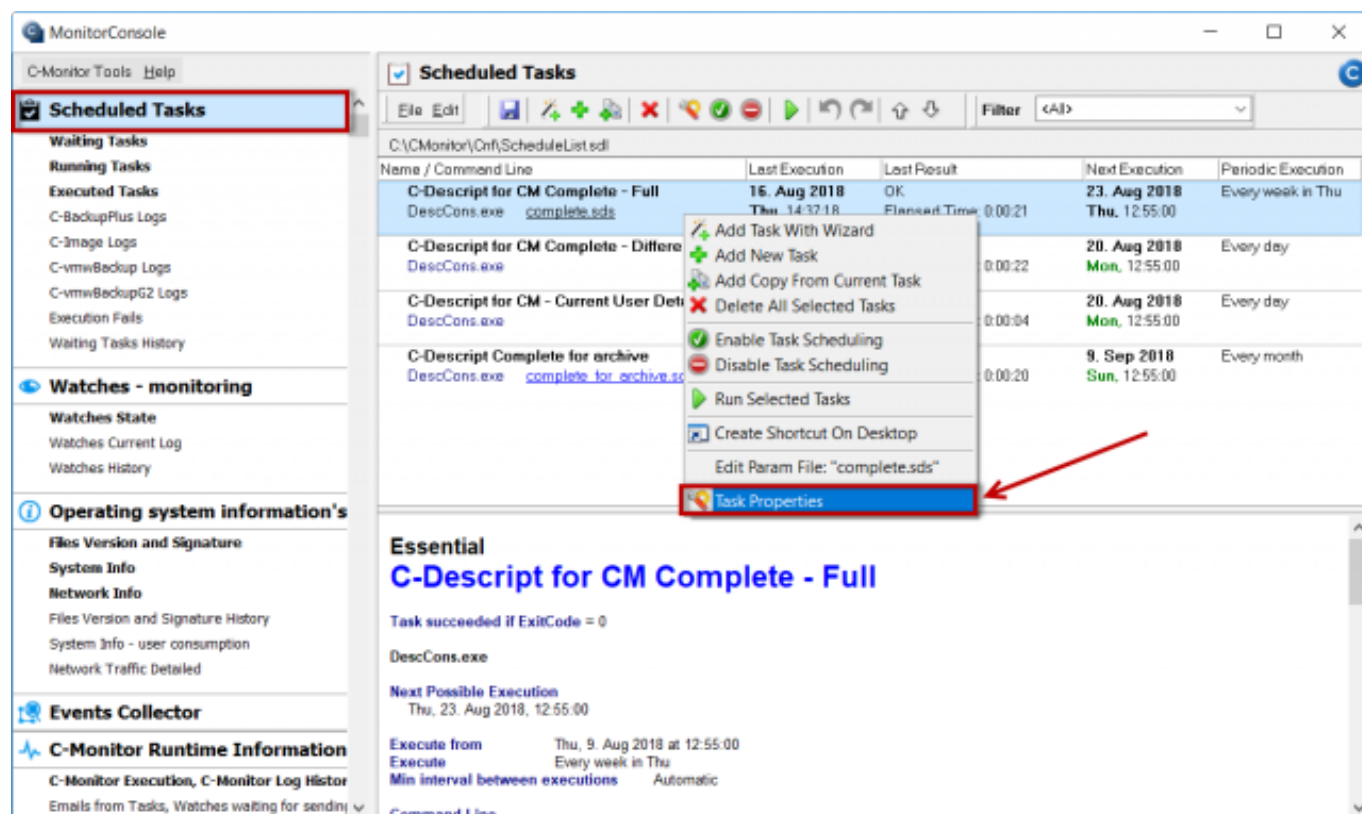 MonitorConsole
C-Monitor Tools Help
Scheduled Tasks
Waiting Tasks
Running Tasks
Executed Tasks
C-BackupPlus Logs
C-Image Logs
C-vmwBackup Logs
C-vmwBackupG2 Logs
Execution Fails
Waiting Tasks History
Watches - monitoring
Watches State
Watches Current Log
Watches History
Operating system information's
Files Version and Signature
System Info
Network Info
Files Version and Signature History
System Info - user consumption
Network Traffic Detailed
Events Collector
C-Monitor Runtime Information
C-Monitor Execution, C-Monitor Log Histor
Emails from Tasks, Watches waiting for sending
Scheduled Tasks
File Edit Filter <All>
C:\CMonitor\Cnf\ScheduleList.sdl
Name / Command Line Last Execution Last Result Next Execution Periodic Execution
C-Descript for CM Complete - Full 16. Aug 2018 OK 23. Aug 2018 Every week in Thu
DescCons.exe complete.sds Thu, 14:37:18 Elapsed Time: 0:00:21 Thu, 12:55:00
C-Descript for CM Complete - Differe 20. Aug 2018 Every day
DescCons.exe 0:00:22 Mon, 12:55:00
C-Descript for CM - Current User Det 20. Aug 2018 Every day
DescCons.exe 0:00:04 Mon, 12:55:00
C-Descript Complete for archive 9. Sep 2018 Every month
DescCons.exe complete_for_archive.sd 0:00:20 Sun, 12:55:00
Add Task With Wizard
Add New Task
Add Copy From Current Task
Delete All Selected Tasks
Enable Task Scheduling
Disable Task Scheduling
Run Selected Tasks
Create Shortcut On Desktop
Edit Param File: "complete.sds"
Task Properties
Essential
C-Descript for CM Complete - Full
Task succeeded if ExitCode = 0
DescCons.exe
Next Possible Execution
Thu, 23. Aug 2018, 12:55:00
Execute from Thu, 9. Aug 2018 at 12:55:00
Execute Every week in Thu
Min interval between executions Automatic
Command Line